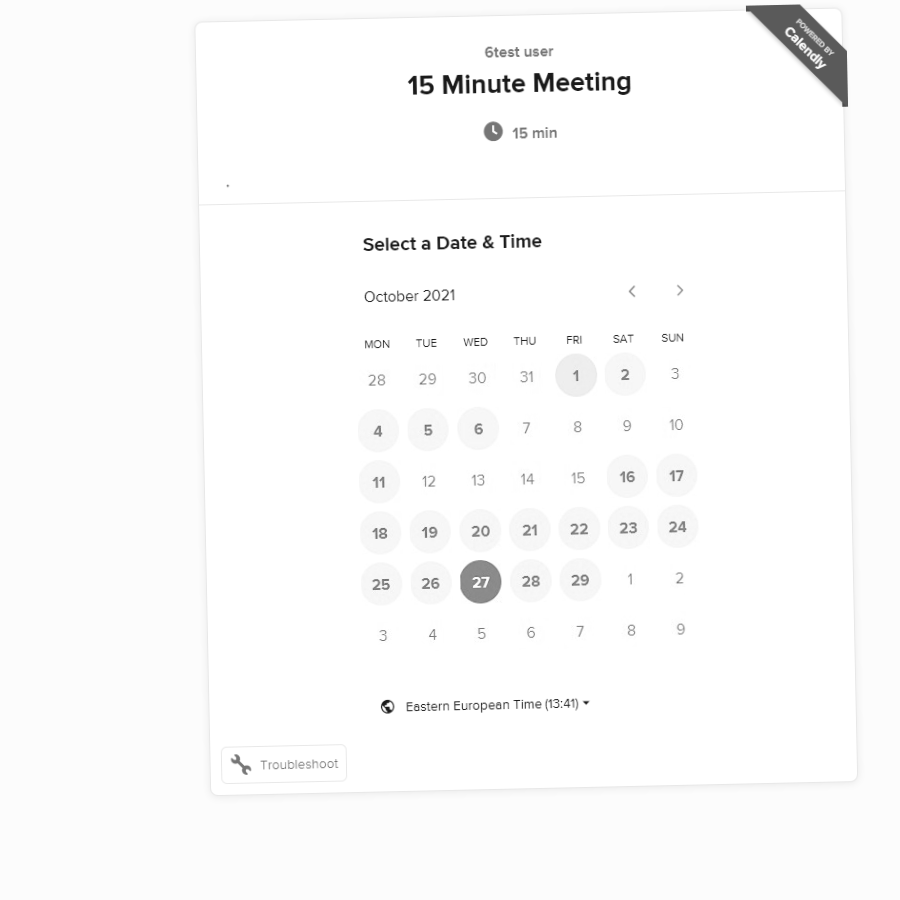 POWERED BY
Calendly
6test user
15 Minute Meeting
15 min
.
Select a Date & Time
October 2021
MON TUE WED THU FRI SAT SUN
28 29 30 31 1 2 3
4 5 6 7 8 9 10
11 12 13 14 15 16 17
18 19 20 21 22 23 24
25 26 27 28 29 1 2
3 4 5 6 7 8 9
Eastern European Time (13:41)
Troubleshoot